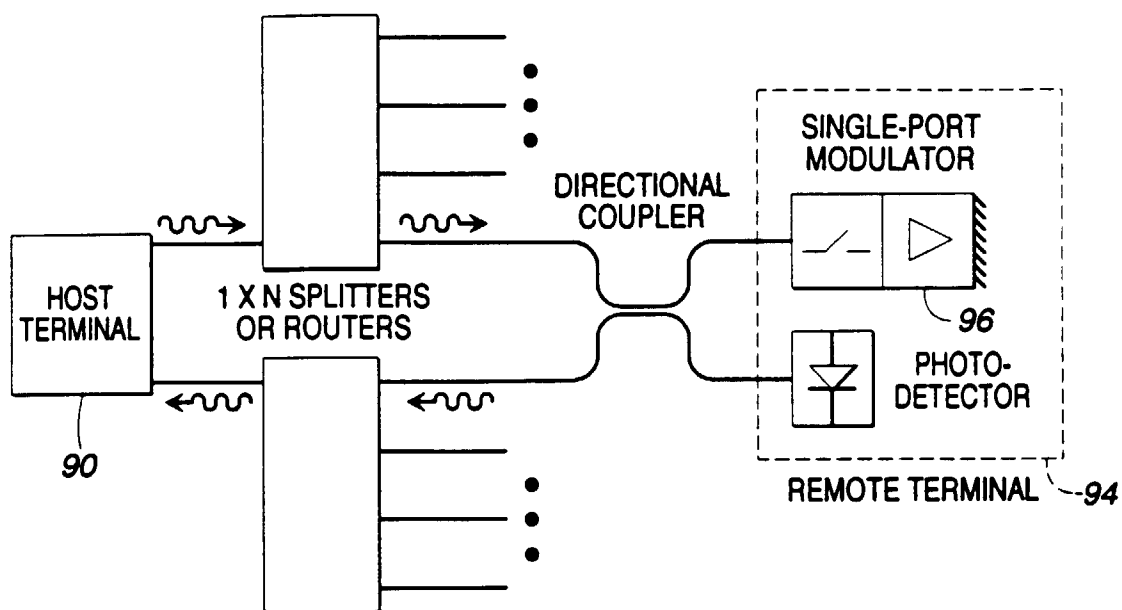 SINGLE-PORT
MODULATOR
DIRECTIONAL
COUPLER
HOST
TERMINAL
1 X N SPLITTERS
OR ROUTERS
96
PHOTO-
DETECTOR
90
REMOTE TERMINAL
94